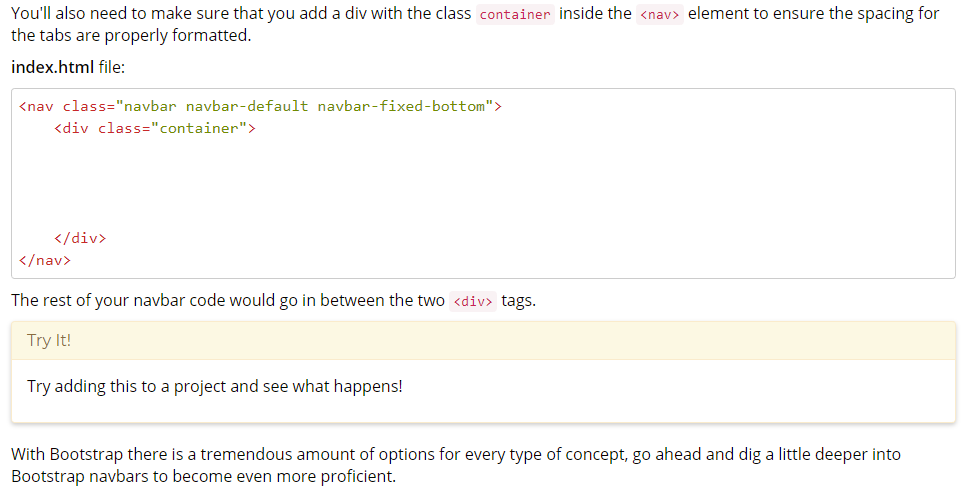 You'll also need to make sure that you add a div with the class container inside the <nav> element to ensure the spacing for
the tabs are properly formatted.
index.html file:
<nav class="navbar navbar-default navbar-fixed-bottom">
    <div class="container">
    </div>
</nav>
The rest of your navbar code would go in between the two <div> tags.
Try It!
Try adding this to a project and see what happens!
With Bootstrap there is a tremendous amount of options for every type of concept, go ahead and dig a little deeper into
Bootstrap navbars to become even more proficient.